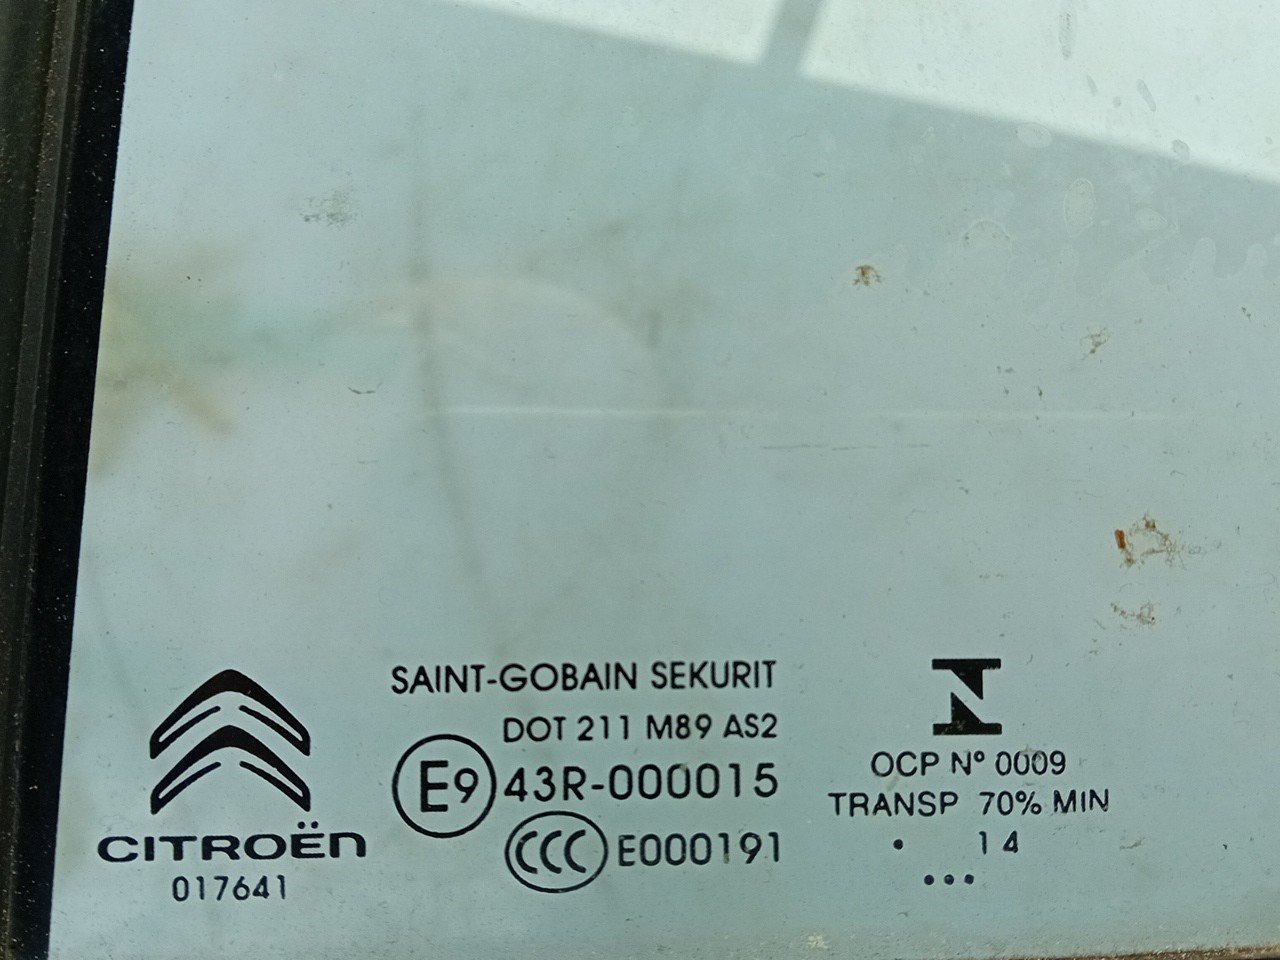 CITROËN
017641
SAINT-GOBAIN SEKURIT
DOT 211 M89 AS2
E9 43R-000015
CCC E000191
OCP Nº 0009
TRANSP 70% MIN
. 14
...